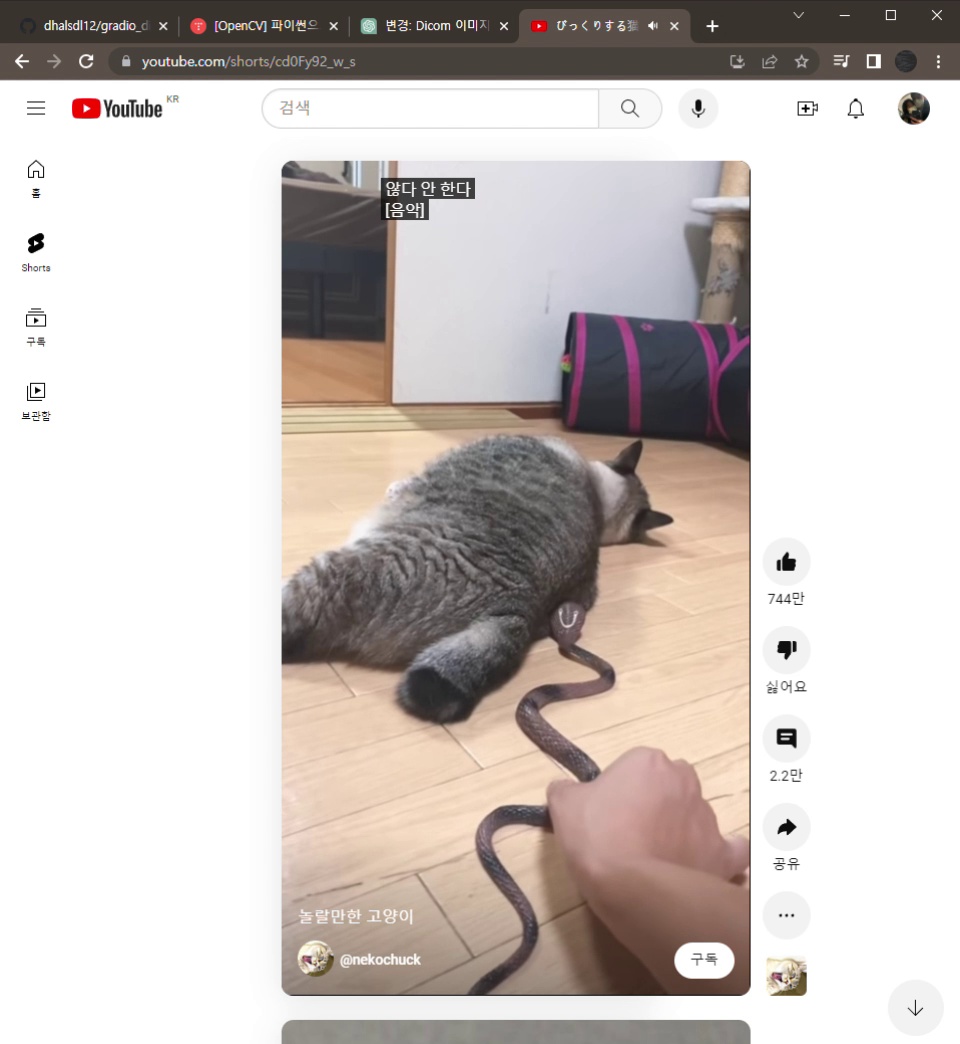 dhalsdl12/gradio_d
[OpenCV] 파이썬으
변경: Dicom 이미지
びっくりする猫
youtube.com/shorts/cd0Fy92_w_s
YouTube KR
검색
홈
Shorts
구독
보관함
않다 안 한다
[음악]
744만
싫어요
2.2만
공유
놀랄만한 고양이
@nekochuck
구독